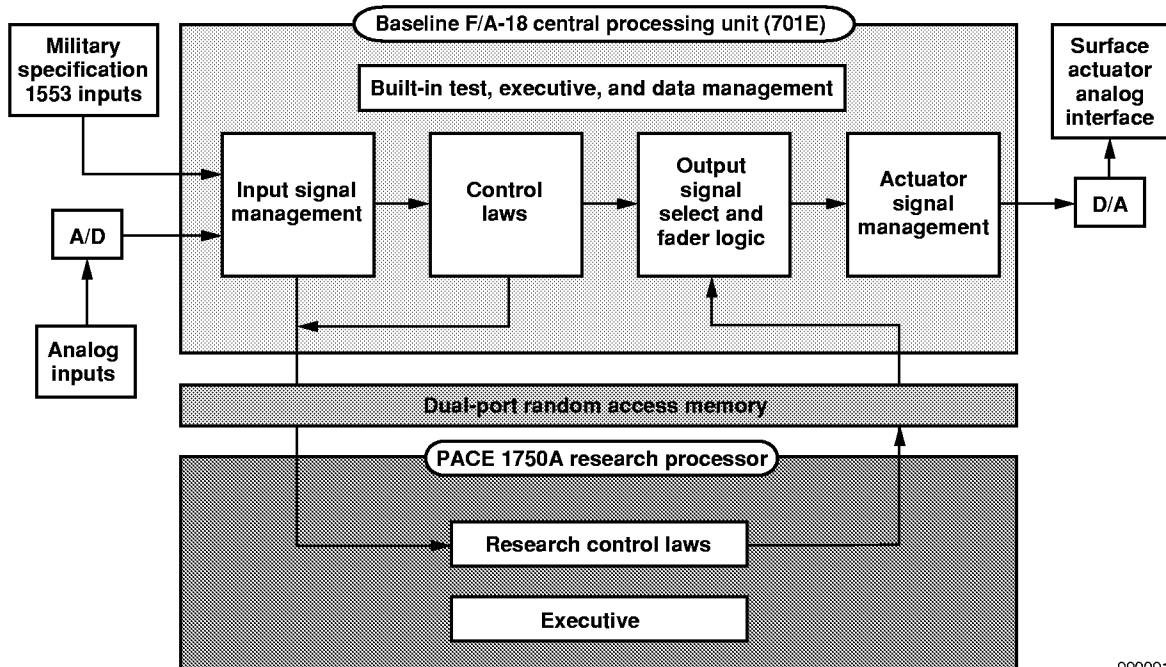 Baseline F/A-18 central processing unit (701E)
Military
specification
1553 inputs
Surface
actuator
analog
interface
Built-in test, executive, and data management
Input signal
management
Control
laws
Output
signal
select and
fader logic
Actuator
signal
management
A/D
D/A
Analog
inputs
Dual-port random access memory
PACE 1750A research processor
Research control laws
Executive